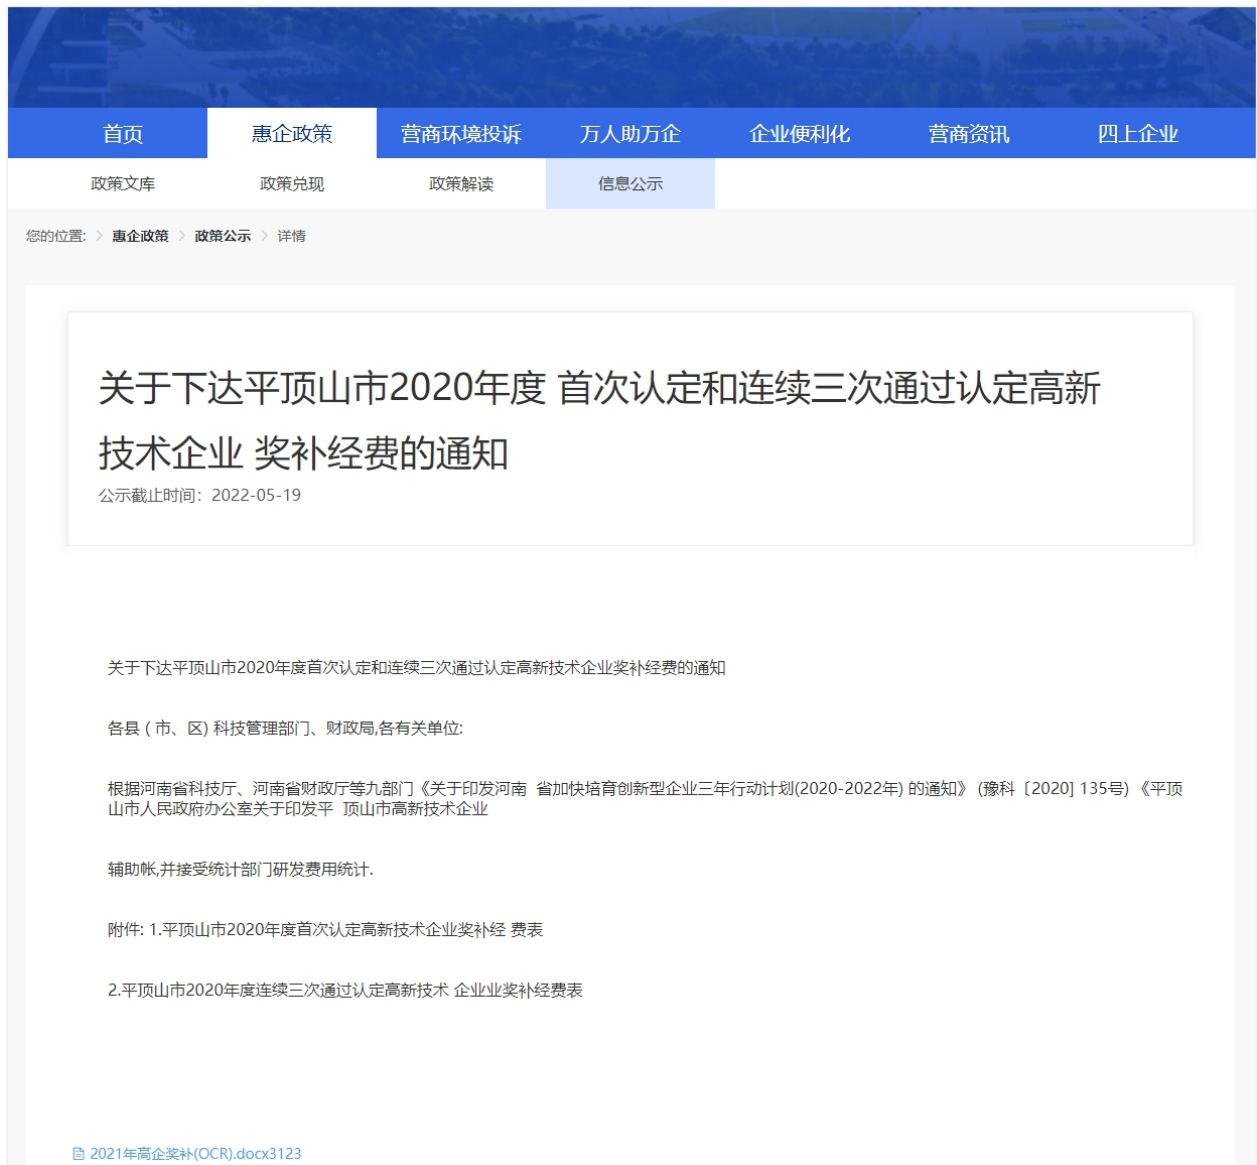 首页 惠企政策 营商环境投诉 万人助万企 企业便利化 营商资讯 四上企业
政策文库 政策兑现 政策解读 信息公示
您的位置: > 惠企政策 > 政策公示 > 详情
关于下达平顶山市2020年度 首次认定和连续三次通过认定高新
技术企业 奖补经费的通知
公示截止时间：2022-05-19
关于下达平顶山市2020年度首次认定和连续三次通过认定高新技术企业奖补经费的通知
各县 ( 市、区) 科技管理部门、财政局,各有关单位:
根据河南省科技厅、河南省财政厅等九部门《关于印发河南 省加快培育创新型企业三年行动计划(2020-2022年) 的通知》 (豫科〔2020] 135号) 《平顶
山市人民政府办公室关于印发平 顶山市高新技术企业
辅助帐,并接受统计部门研发费用统计.
附件: 1.平顶山市2020年度首次认定高新技术企业奖补经 费表
2.平顶山市2020年度连续三次通过认定高新技术 企业业奖补经费表
2021年高企奖补(OCR).docx3123